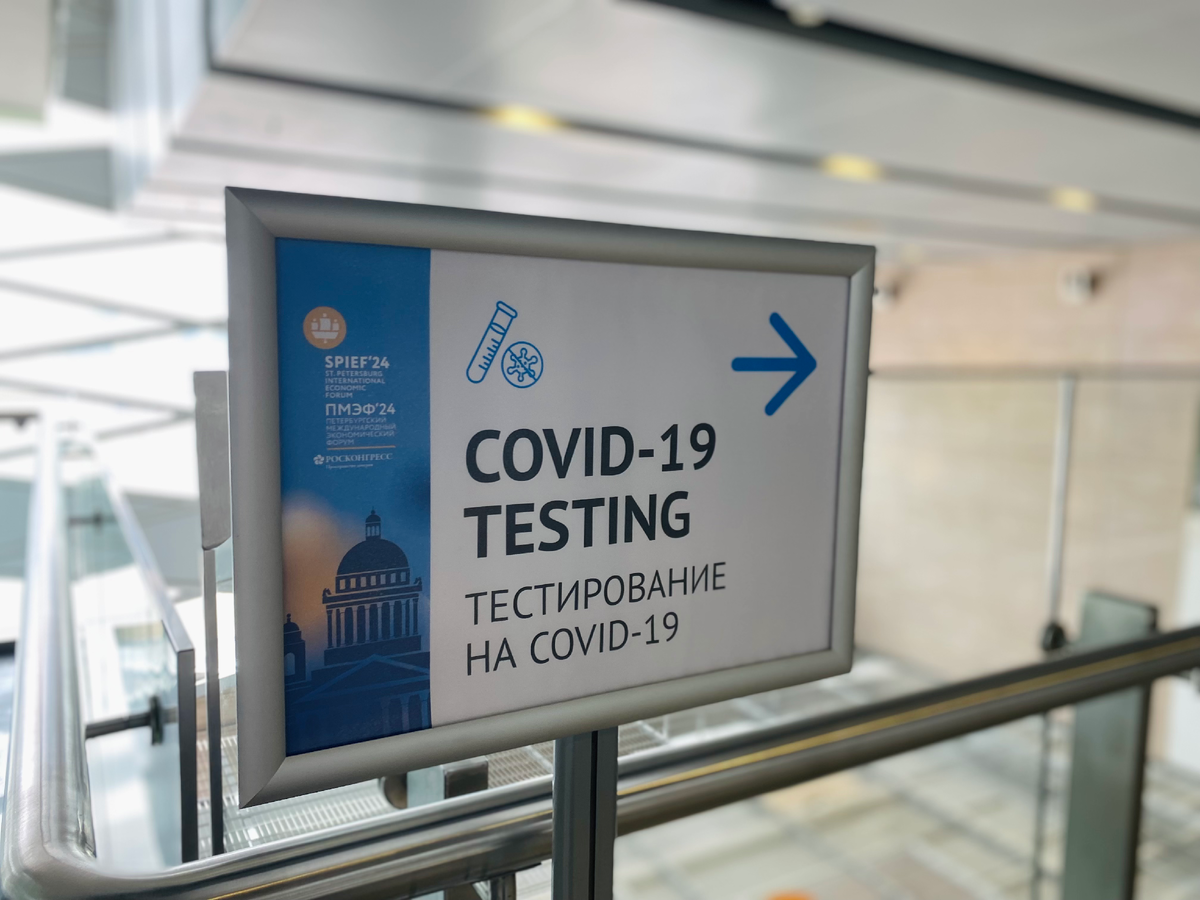 SPIEF'24
ST. PETERSBURG
INTERNATIONAL
ECONOMIC
FORUM
ПМЭФ'24
ПЕТЕРБУРГСКИЙ
МЕЖДУНАРОДНЫЙ
ЭКОНОМИЧЕСКИЙ
ФОРУМ
РОСКОНГРЕСС
COVID-19
TESTING
ТЕСТИРОВАНИЕ
НА COVID-19